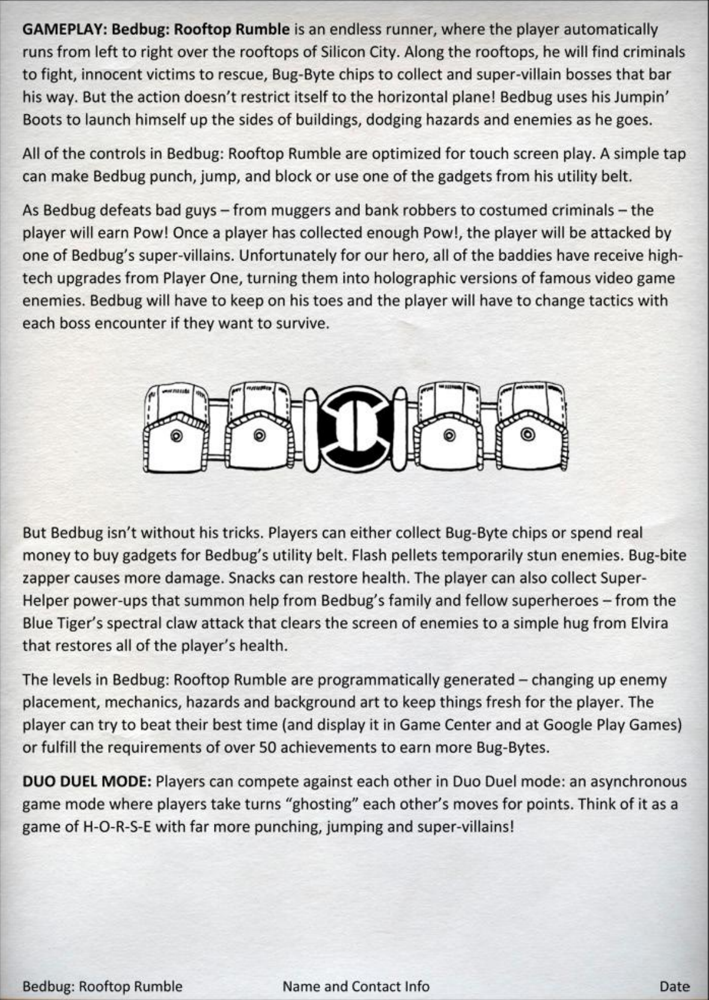 GAMEPLAY: Bedbug: Rooftop Rumble is an endless runner, where the player automatically
runs from left to right over the rooftops of Silicon City. Along the rooftops, he will find criminals
to fight, innocent victims to rescue, Bug-Byte chips to collect and super-villain bosses that bar
his way. But the action doesn’t restrict itself to the horizontal plane! Bedbug uses his Jumpin’
Boots to launch himself up the sides of buildings, dodging hazards and enemies as he goes.
All of the controls in Bedbug: Rooftop Rumble are optimized for touch screen play. A simple tap
can make Bedbug punch, jump, and block or use one of the gadgets from his utility belt.
As Bedbug defeats bad guys – from muggers and bank robbers to costumed criminals – the
player will earn Pow! Once a player has collected enough Pow!, the player will be attacked by
one of Bedbug’s super-villains. Unfortunately for our hero, all of the baddies have receive high-
tech upgrades from Player One, turning them into holographic versions of famous video game
enemies. Bedbug will have to keep on his toes and the player will have to change tactics with
each boss encounter if they want to survive.
But Bedbug isn’t without his tricks. Players can either collect Bug-Byte chips or spend real
money to buy gadgets for Bedbug’s utility belt. Flash pellets temporarily stun enemies. Bug-bite
zapper causes more damage. Snacks can restore health. The player can also collect Super-
Helper power-ups that summon help from Bedbug’s family and fellow superheroes – from the
Blue Tiger’s spectral claw attack that clears the screen of enemies to a simple hug from Elvira
that restores all of the player’s health.
The levels in Bedbug: Rooftop Rumble are programmatically generated – changing up enemy
placement, mechanics, hazards and background art to keep things fresh for the player. The
player can try to beat their best time (and display it in Game Center and at Google Play Games)
or fulfill the requirements of over 50 achievements to earn more Bug-Bytes.
DUO DUEL MODE: Players can compete against each other in Duo Duel mode: an asynchronous
game mode where players take turns “ghosting” each other’s moves for points. Think of it as a
game of H-O-R-S-E with far more punching, jumping and super-villains!
Bedbug: Rooftop Rumble Name and Contact Info Date